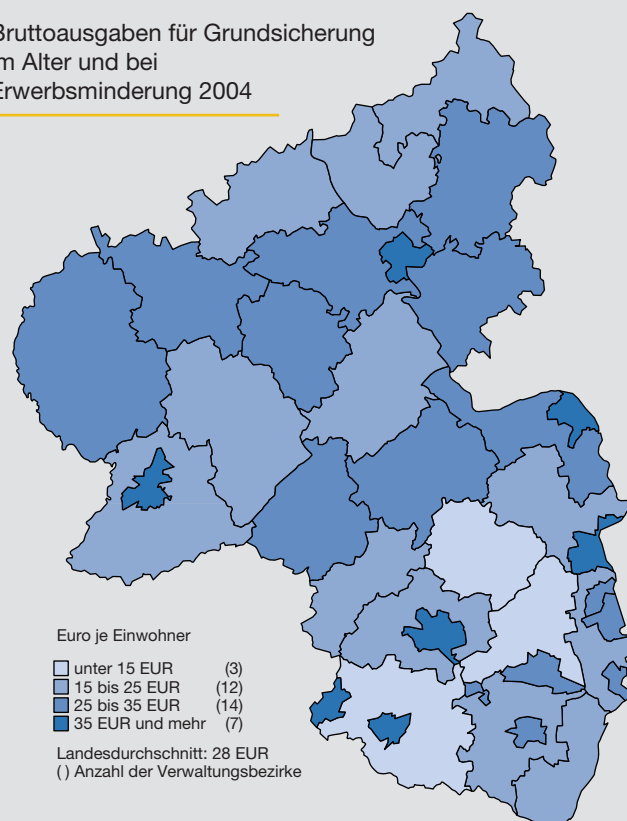 Bruttoausgaben für Grundsicherung
im Alter und bei
Erwerbsminderung 2004
Euro je Einwohner
unter 15 EUR (3)
15 bis 25 EUR (12)
25 bis 35 EUR (14)
35 EUR und mehr (7)
Landesdurchschnitt: 28 EUR
( ) Anzahl der Verwaltungsbezirke